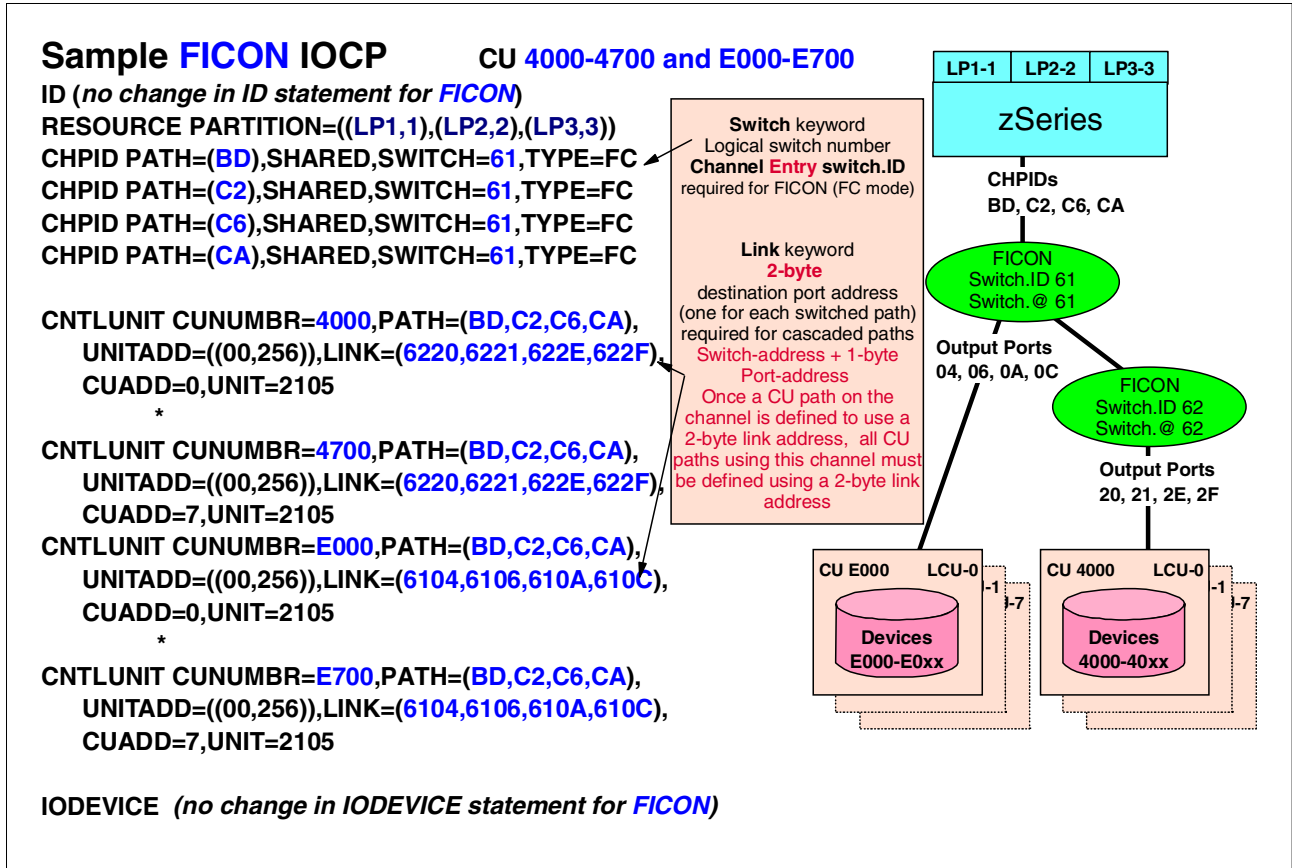 Sample FICON IOCP
CU 4000-4700 and E000-E700
ID (no change in ID statement for FICON)
RESOURCE PARTITION=((LP1,1),(LP2,2),(LP3,3))
CHPID PATH=(BD),SHARED,SWITCH=61,TYPE=FC
CHPID PATH=(C2),SHARED,SWITCH=61,TYPE=FC
CHPID PATH=(C6),SHARED,SWITCH=61,TYPE=FC
CHPID PATH=(CA),SHARED,SWITCH=61,TYPE=FC
CNTLUNIT CUNUMBR=4000,PATH=(BD,C2,C6,CA),
UNITADD=((00,256)),LINK=(6220,6221,622E,622F),
CUADD=0,UNIT=2105
*
CNTLUNIT CUNUMBR=4700,PATH=(BD,C2,C6,CA),
UNITADD=((00,256)),LINK=(6220,6221,622E,622F),
CUADD=7,UNIT=2105
CNTLUNIT CUNUMBR=E000,PATH=(BD,C2,C6,CA),
UNITADD=((00,256)),LINK=(6104,6106,610A,610C),
CUADD=0,UNIT=2105
*
CNTLUNIT CUNUMBR=E700,PATH=(BD,C2,C6,CA),
UNITADD=((00,256)),LINK=(6104,6106,610A,610C),
CUADD=7,UNIT=2105
IODEVICE (no change in IODEVICE statement for FICON)
Switch keyword
Logical switch number
Channel Entry switch.ID
required for FICON (FC mode)
Link keyword
2-byte
destination port address
(one for each switched path)
required for cascaded paths
Switch-address + 1-byte
Port-address
Once a CU path on the
channel is defined to use a
2-byte link address, all CU
paths using this channel must
be defined using a 2-byte link
address
LP1-1 LP2-2 LP3-3
zSeries
CHPIDs
BD, C2, C6, CA
FICON
Switch.ID 61
Switch.@ 61
Output Ports
04, 06, 0A, 0C
FICON
Switch.ID 62
Switch.@ 62
Output Ports
20, 21, 2E, 2F
CU E000 LCU-0
-1
-7
Devices
E000-E0xx
CU 4000 LCU-0
-1
-7
Devices
4000-40xx